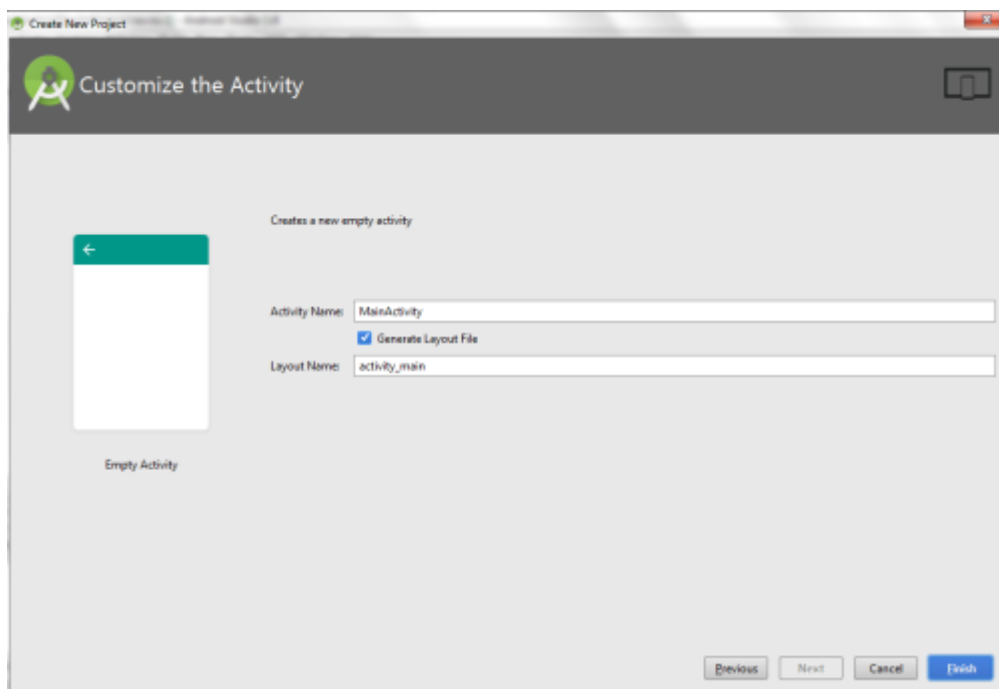 Create New Project
Customize the Activity
Creates a new empty activity
Activity Name: MainActivity
Generate Layout File
Layout Name: activity_main
Empty Activity
Previous Next Cancel Finish